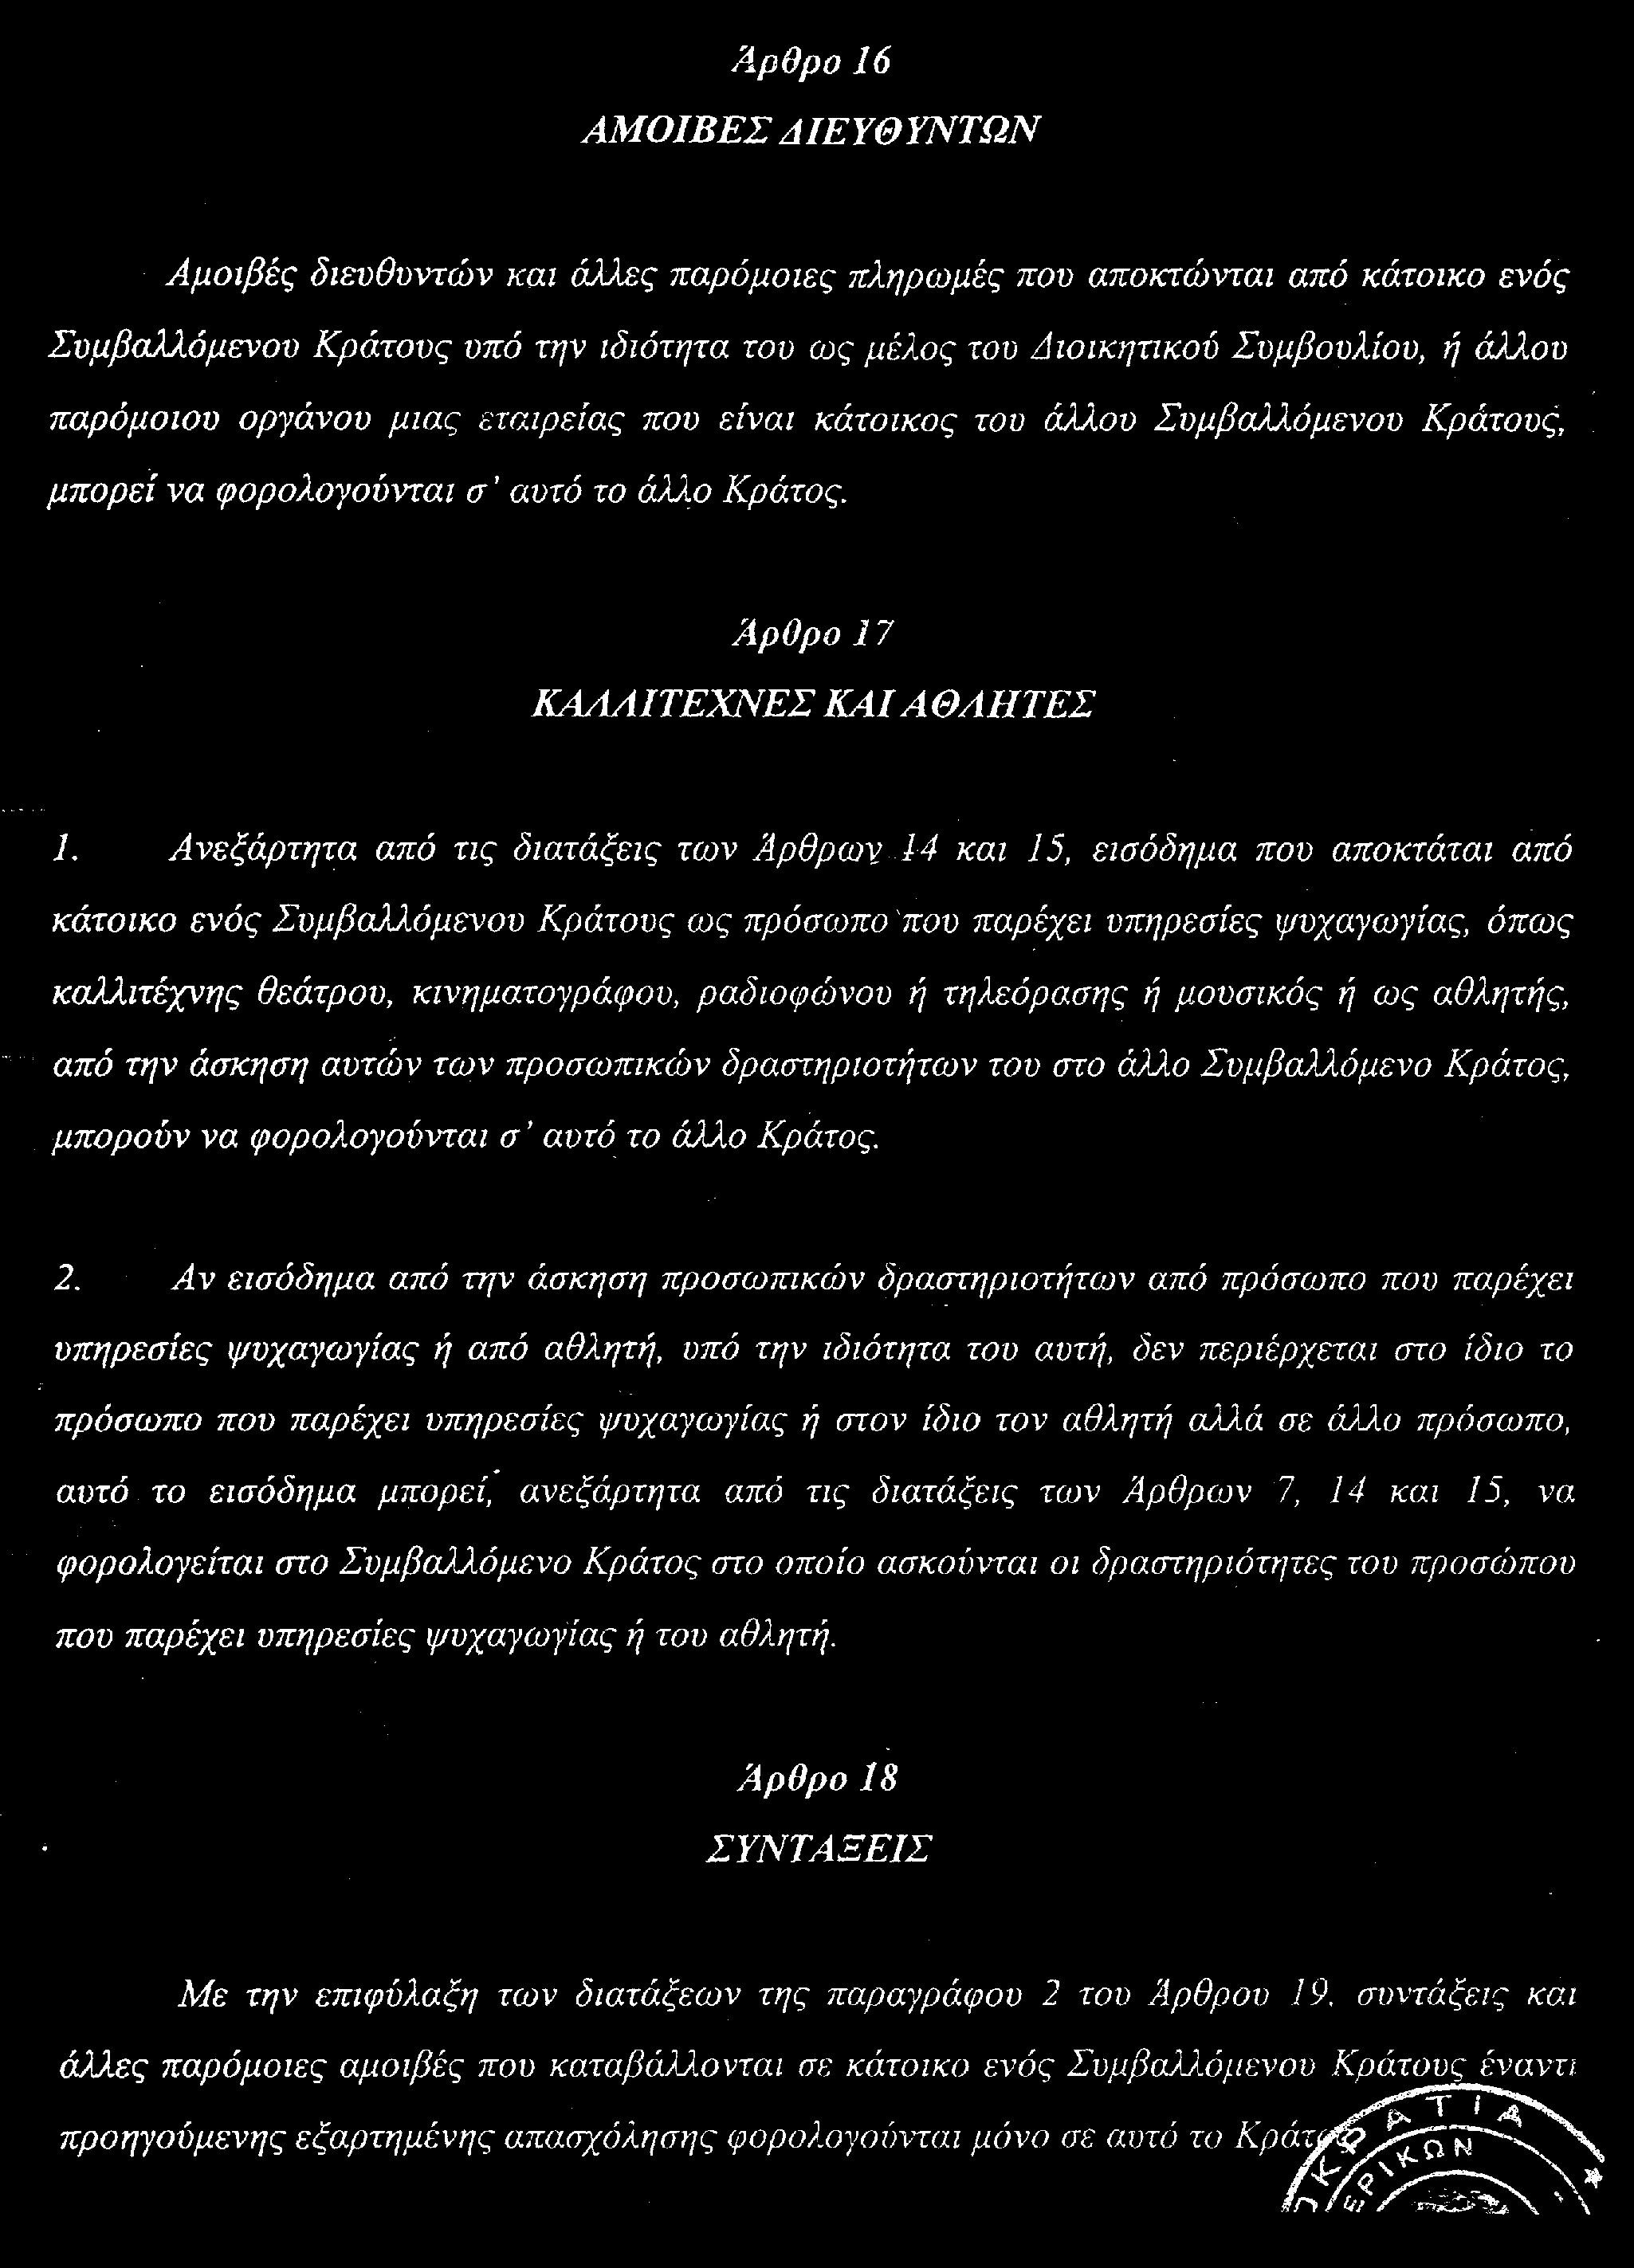 Άρθρο 16
ΑΜΟΙΒΕΣ ΔΙΕΥΘΥΝΤΩΝ
Αμοιβές διευθυντών και άλλες παρόμοιες πληρωμές που αποκτώνται από κάτοικο ενός
Συμβαλλόμενου Κράτους υπό την ιδιότητα του ως μέλος του Διοικητικού Συμβουλίου, ή άλλου
παρόμοιου οργάνου μιας εταιρείας που είναι κάτοικος του άλλου Συμβαλλόμενου Κράτους,
μπορεί να φορολογούνται σ' αυτό το άλλο Κράτος.
Άρθρο 17
ΚΑΛΛΙΤΕΧΝΕΣ ΚΑΙ ΑΘΛΗΤΕΣ
1. Ανεξάρτητα από τις διατάξεις των Άρθρων 14 και 15, εισόδημα που αποκτάται από
κάτοικο ενός Συμβαλλόμενου Κράτους ως πρόσωπο που παρέχει υπηρεσίες ψυχαγωγίας, όπως
καλλιτέχνης θεάτρου, κινηματογράφου, ραδιοφώνου ή τηλεόρασης ή μουσικός ή ως αθλητής,
από την άσκηση αυτών των προσωπικών δραστηριοτήτων του στο άλλο Συμβαλλόμενο Κράτος,
μπορούν να φορολογούνται σ' αυτό το άλλο Κράτος.
2. Αν εισόδημα από την άσκηση προσωπικών δραστηριοτήτων από πρόσωπο που παρέχει
υπηρεσίες ψυχαγωγίας ή από αθλητή, υπό την ιδιότητα του αυτή, δεν περιέρχεται στο ίδιο το
πρόσωπο που παρέχει υπηρεσίες ψυχαγωγίας ή στον ίδιο τον αθλητή αλλά σε άλλο πρόσωπο,
αυτό το εισόδημα μπορεί, ανεξάρτητα από τις διατάξεις των Άρθρων 7, 14 και 15, να
φορολογείται στο Συμβαλλόμενο Κράτος στο οποίο ασκούνται οι δραστηριότητες του προσώπου
που παρέχει υπηρεσίες ψυχαγωγίας ή του αθλητή.
Άρθρο 18
ΣΥΝΤΑΞΕΙΣ
Με την επιφύλαξη των διατάξεων της παραγράφου 2 του Άρθρου 19, συντάξεις και
άλλες παρόμοιες αμοιβές που καταβάλλονται σε κάτοικο ενός Συμβαλλόμενου Κράτους έναντι
προηγούμενης εξαρτημένης απασχόλησης φορολογούνται μόνο σε αυτό το